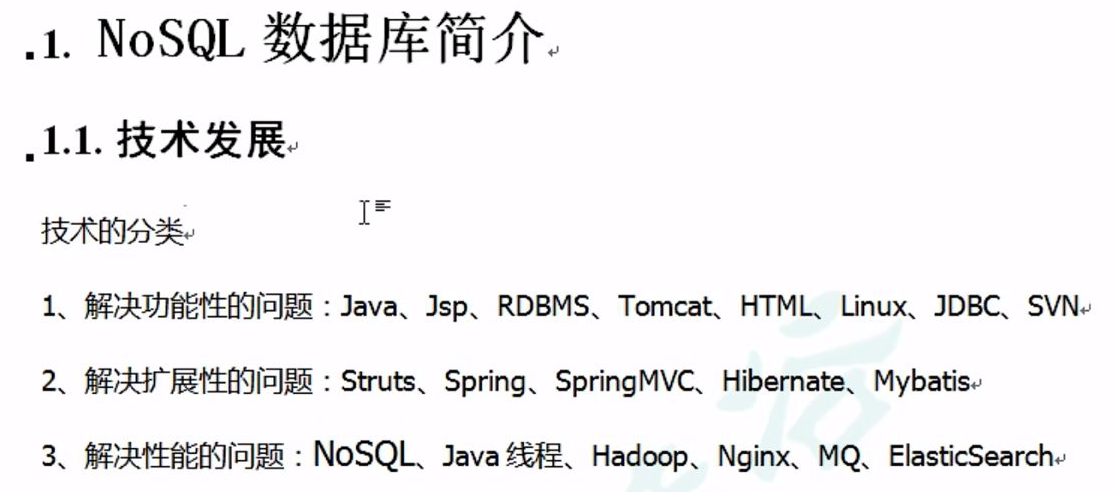 1. NoSQL 数据库简介
1.1. 技术发展
技术的分类
1、解决功能性的问题：Java、Jsp、RDBMS、Tomcat、HTML、Linux、JDBC、SVN
2、解决扩展性的问题：Struts、Spring、SpringMVC、Hibernate、Mybatis
3、解决性能的问题：NoSQL、Java 线程、Hadoop、Nginx、MQ、ElasticSearch